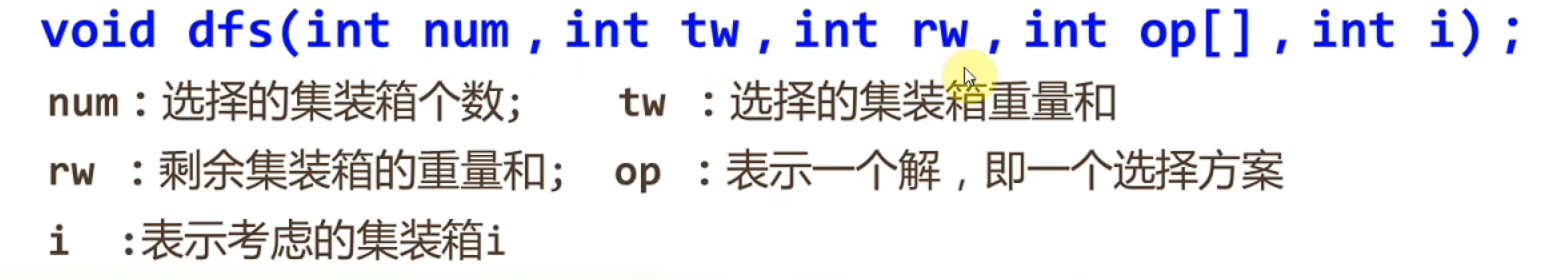 void dfs(int num,int tw,int rw,int op[],int i);
num：选择的集装箱个数; tw ：选择的集装箱重量和
rw ：剩余集装箱的重量和; op ：表示一个解，即一个选择方案
i :表示考虑的集装箱i